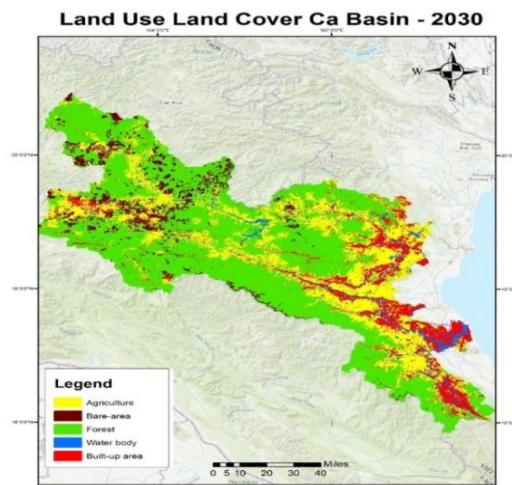 Land Use Land Cover Ca Basin - 2030
N
W
E
S
Legend
Agriculture
Bare-area
Forest
Water body
Built-up area
Miles
0 5 10 20 30 40